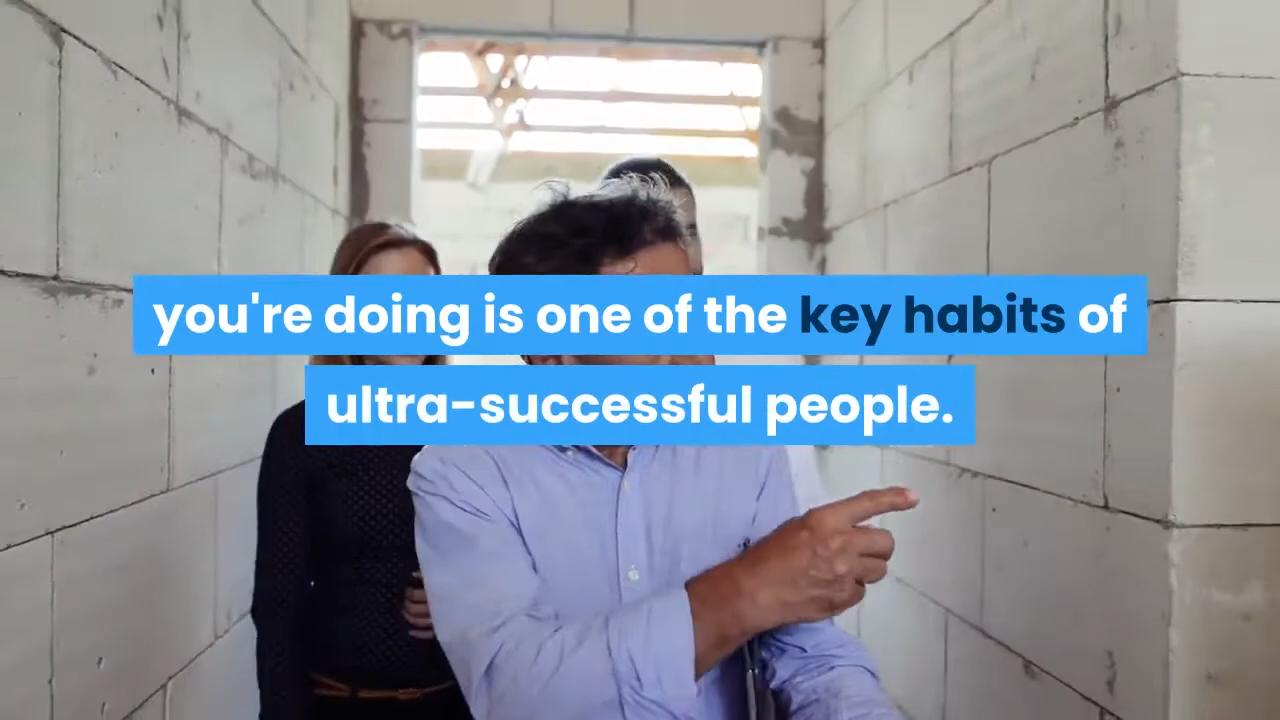 you're doing is one of the key habits of
ultra-successful people.